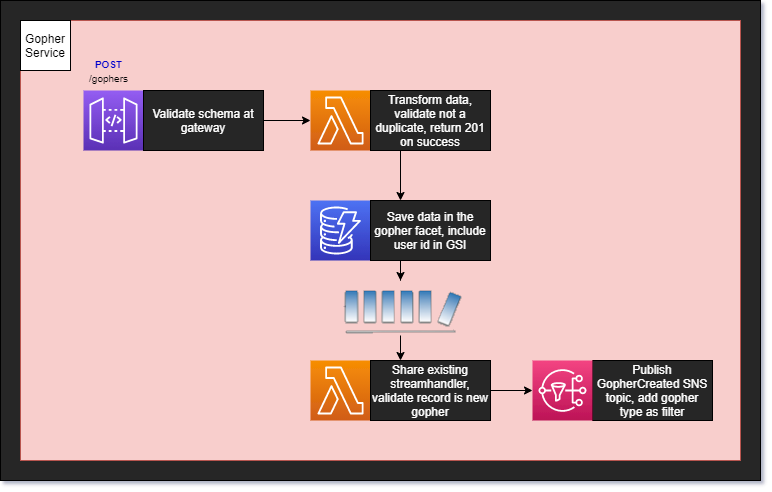 Gopher
Service
POST
/gophers
Validate schema at
gateway
Transform data,
validate not a
duplicate, return 201
on success
Save data in the
gopher facet, include
user id in GSI
Share existing
streamhandler,
validate record is new
gopher
Publish
GopherCreated SNS
topic, add gopher
type as filter